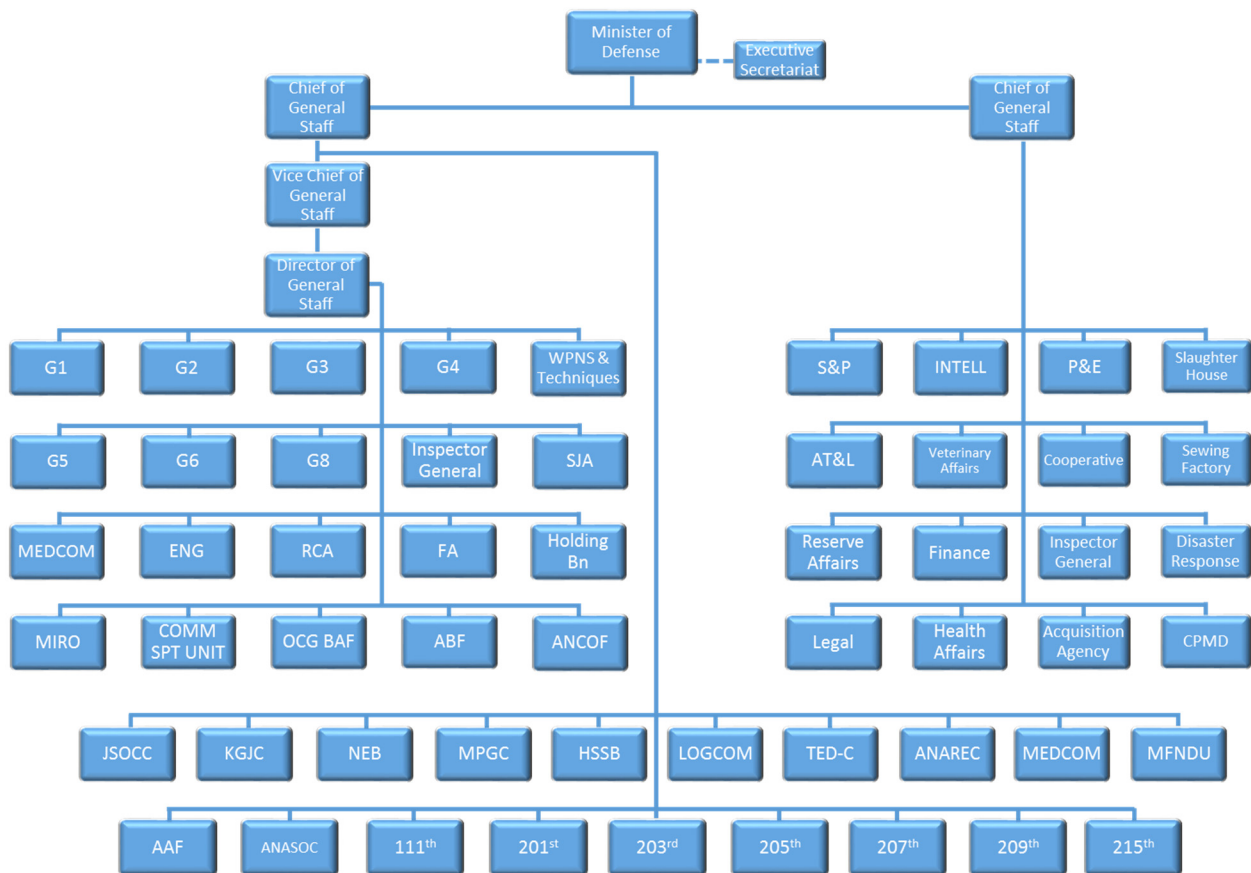 Minister of
Defense
Executive
Secretariat
Chief of
General
Staff
Chief of
General
Staff
Vice Chief of
General
Staff
Director of
General
Staff
G1
G2
G3
G4
WPNS &
Techniques
S&P
INTELL
P&E
Slaughter
House
G5
G6
G8
Inspector
General
SJA
AT&L
Veterinary
Affairs
Cooperative
Sewing
Factory
MEDCOM
ENG
RCA
FA
Holding
Bn
Reserve
Affairs
Finance
Inspector
General
Disaster
Response
MIRO
COMM
SPT UNIT
OCG BAF
ABF
ANCOF
Legal
Health
Affairs
Acquisition
Agency
CPMD
JSOCC
KGJC
NEB
MPGC
HSSB
LOGCOM
TED-C
ANAREC
MEDCOM
MFNDU
AAF
ANASOC
111th
201st
203rd
205th
207th
209th
215th